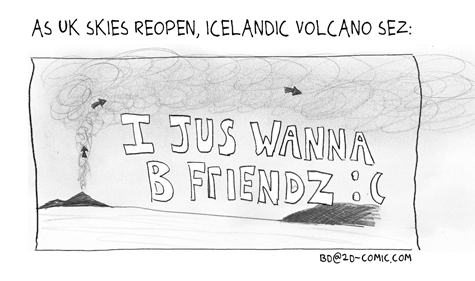 AS UK SKIES REOPEN, ICELANDIC VOLCANO SEZ:
I JUS WANNA
B FRIENDZ :(
BD@2D-COMIC.COM